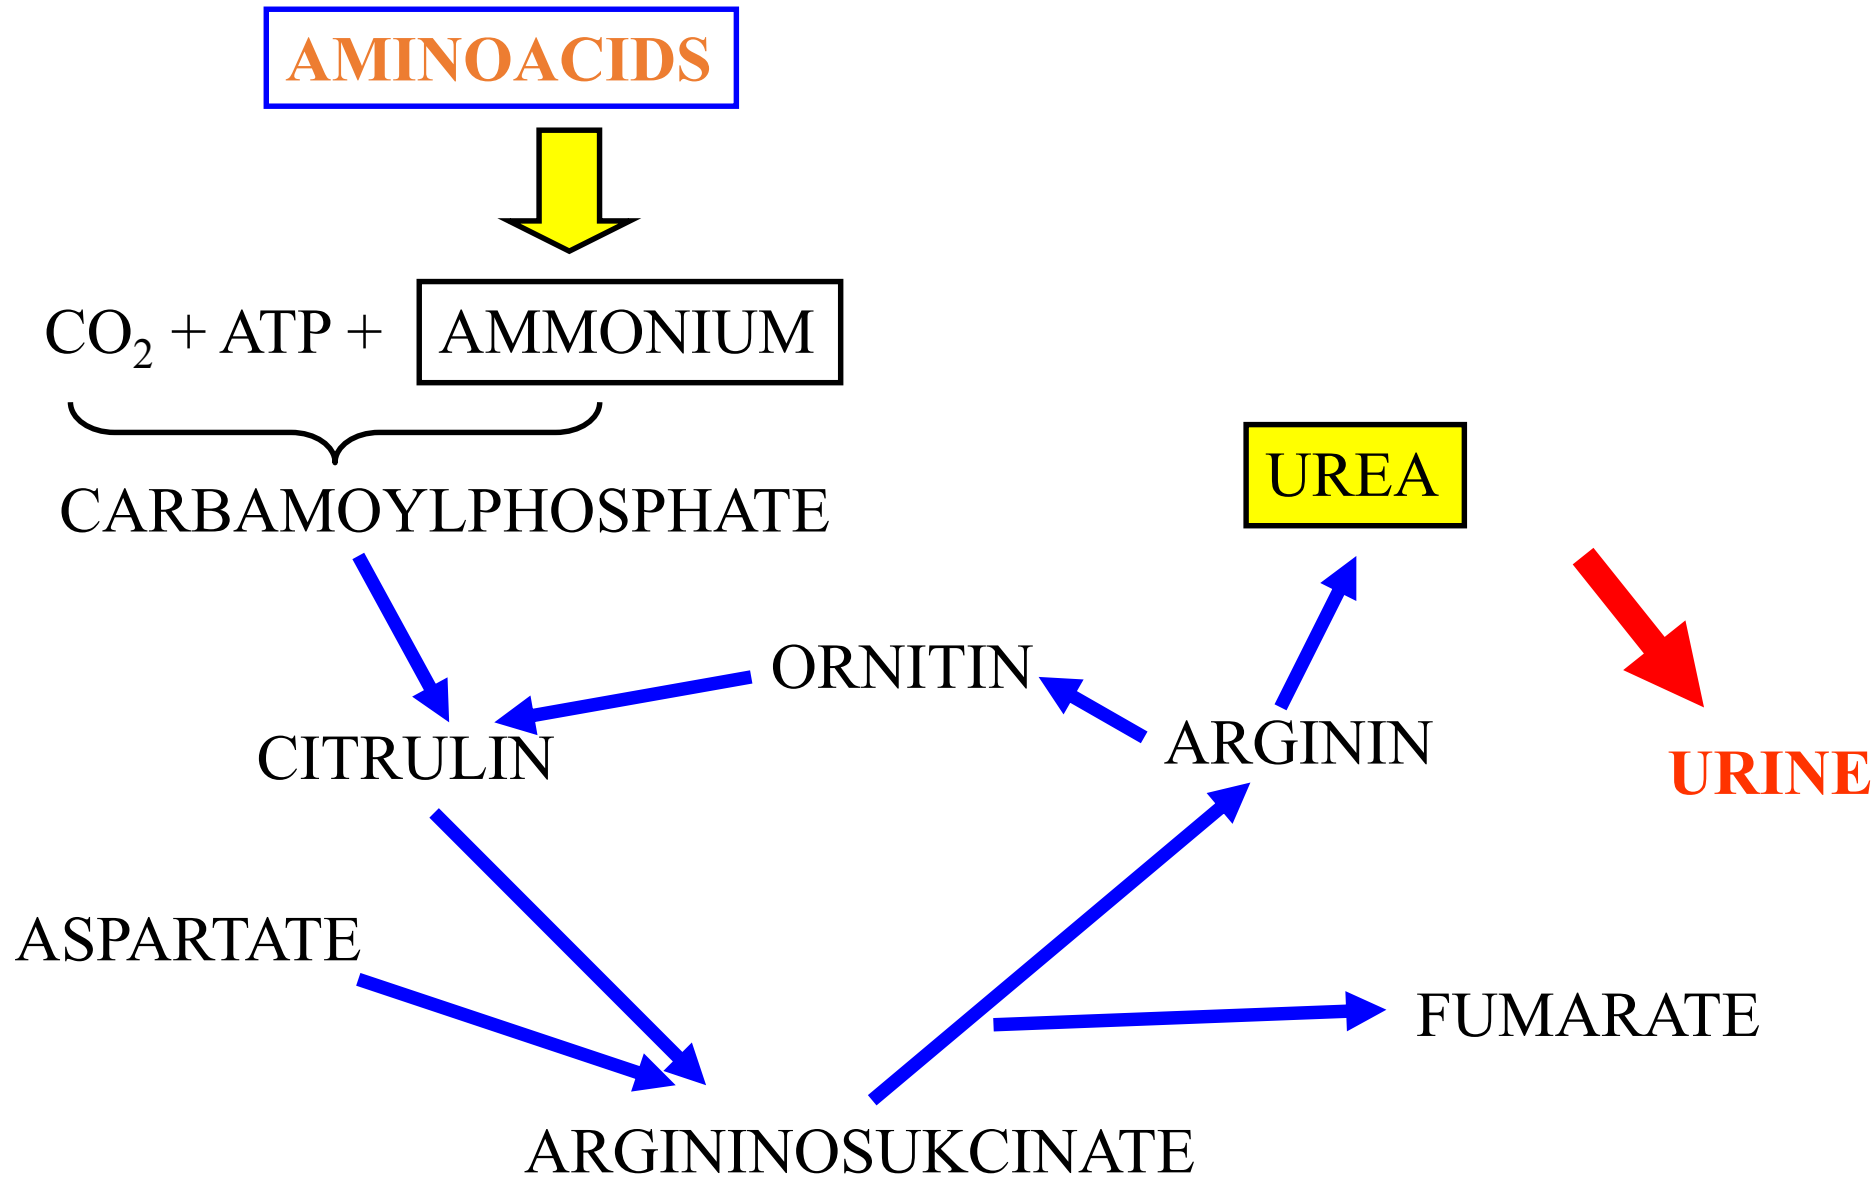 AMINOACIDS
CO₂ + ATP + AMMONIUM
CARBAMOYLPHOSPHATE
UREA
ORNITIN
ARGININ
CITRULIN
URINE
ASPARTATE
FUMARATE
ARGININOSUKCINATE